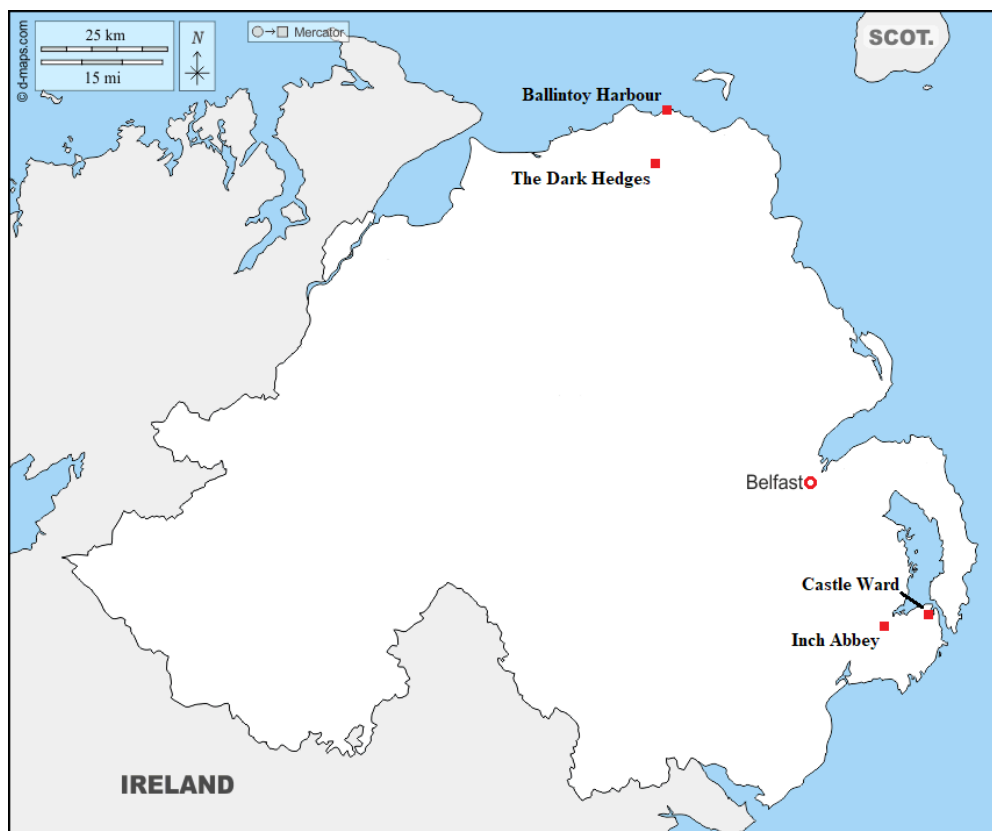 25 km
15 mi
N
○→□ Mercator
SCOT.
© d-maps.com
Ballintoy Harbour
The Dark Hedges
Belfast
Castle Ward
Inch Abbey
IRELAND